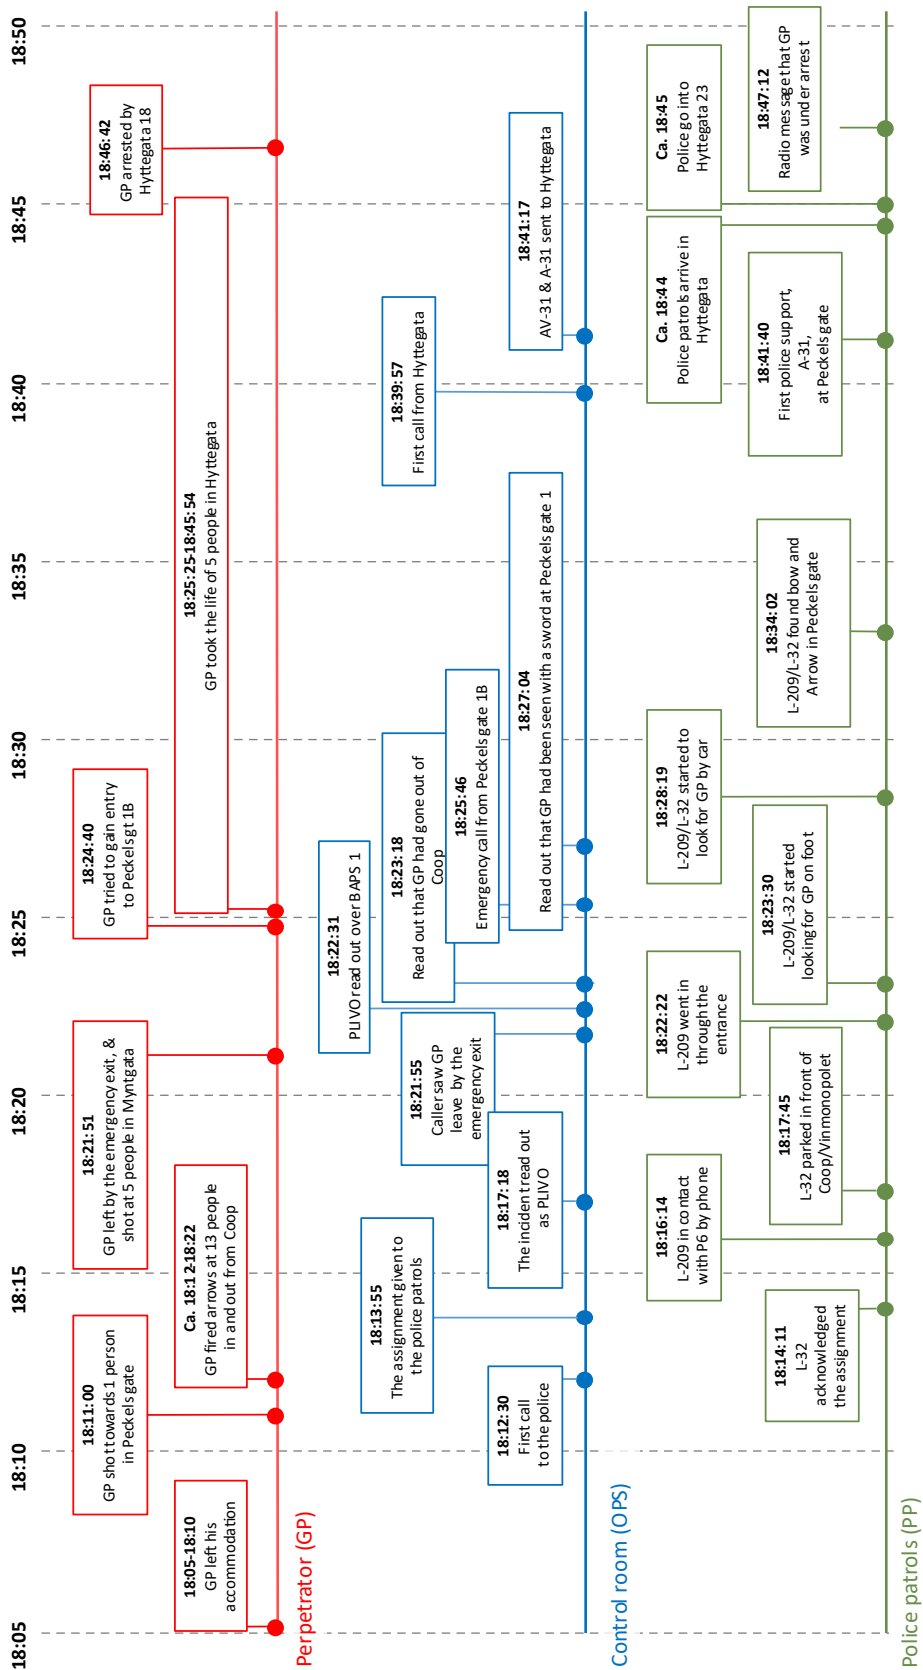 18:05
18:10
18:15
18:20
18:25
18:30
18:35
18:40
18:45
18:50
18:05-18:10
GP left his
accommodation
18:11:00
GP shot towards 1 person
in Peckels gate
Ca. 18:12-18:22
GP fired arrows at 13 people
in and out from Coop
18:21:51
GP left by the emergency exit, &
shot at 5 people in Myntgata
18:24:40
GP tried to gain entry
to Peckelsgt 1B
18:25:25-18:45:54
GP took the life of 5 people in Hyttegata
18:46:42
GP arrested by
Hyttegata 18
Perpetrator (GP)
18:12:30
First call
to the police
18:13:55
The assignment given to
the police patrols
18:17:18
The incident read out
as PLIVO
18:21:55
Caller saw GP
leave by the
emergency exit
18:22:31
PLIVO read out over BAPS 1
18:23:18
Read out that GP had gone out of
Coop
18:25:46
Emergency call from Peckels gate 1B
18:27:04
Read out that GP had been seen with a sword at Peckels gate 1
18:39:57
First call from Hyttegata
18:41:17
AV-31 & A-31 sent to Hyttegata
Control room (OPS)
18:14:11
L-32
acknowledged
the assignment
18:16:14
L-209 in contact
with P6 by phone
18:17:45
L-32 parked in front of
Coop/Vinmonopolet
18:22:22
L-209 went in
through the
entrance
18:23:30
L-209/L-32 started
looking for GP on foot
18:28:19
L-209/L-32 started to
look for GP by car
18:34:02
L-209/L-32 found bow and
Arrow in Peckels gate
18:41:40
First police support,
A-31,
at Peckels gate
Ca. 18:44
Police patrols arrive in
Hyttegata
Ca. 18:45
Police go into
Hyttegata 23
18:47:12
Radio message that GP
was under arrest
Police patrols (PP)